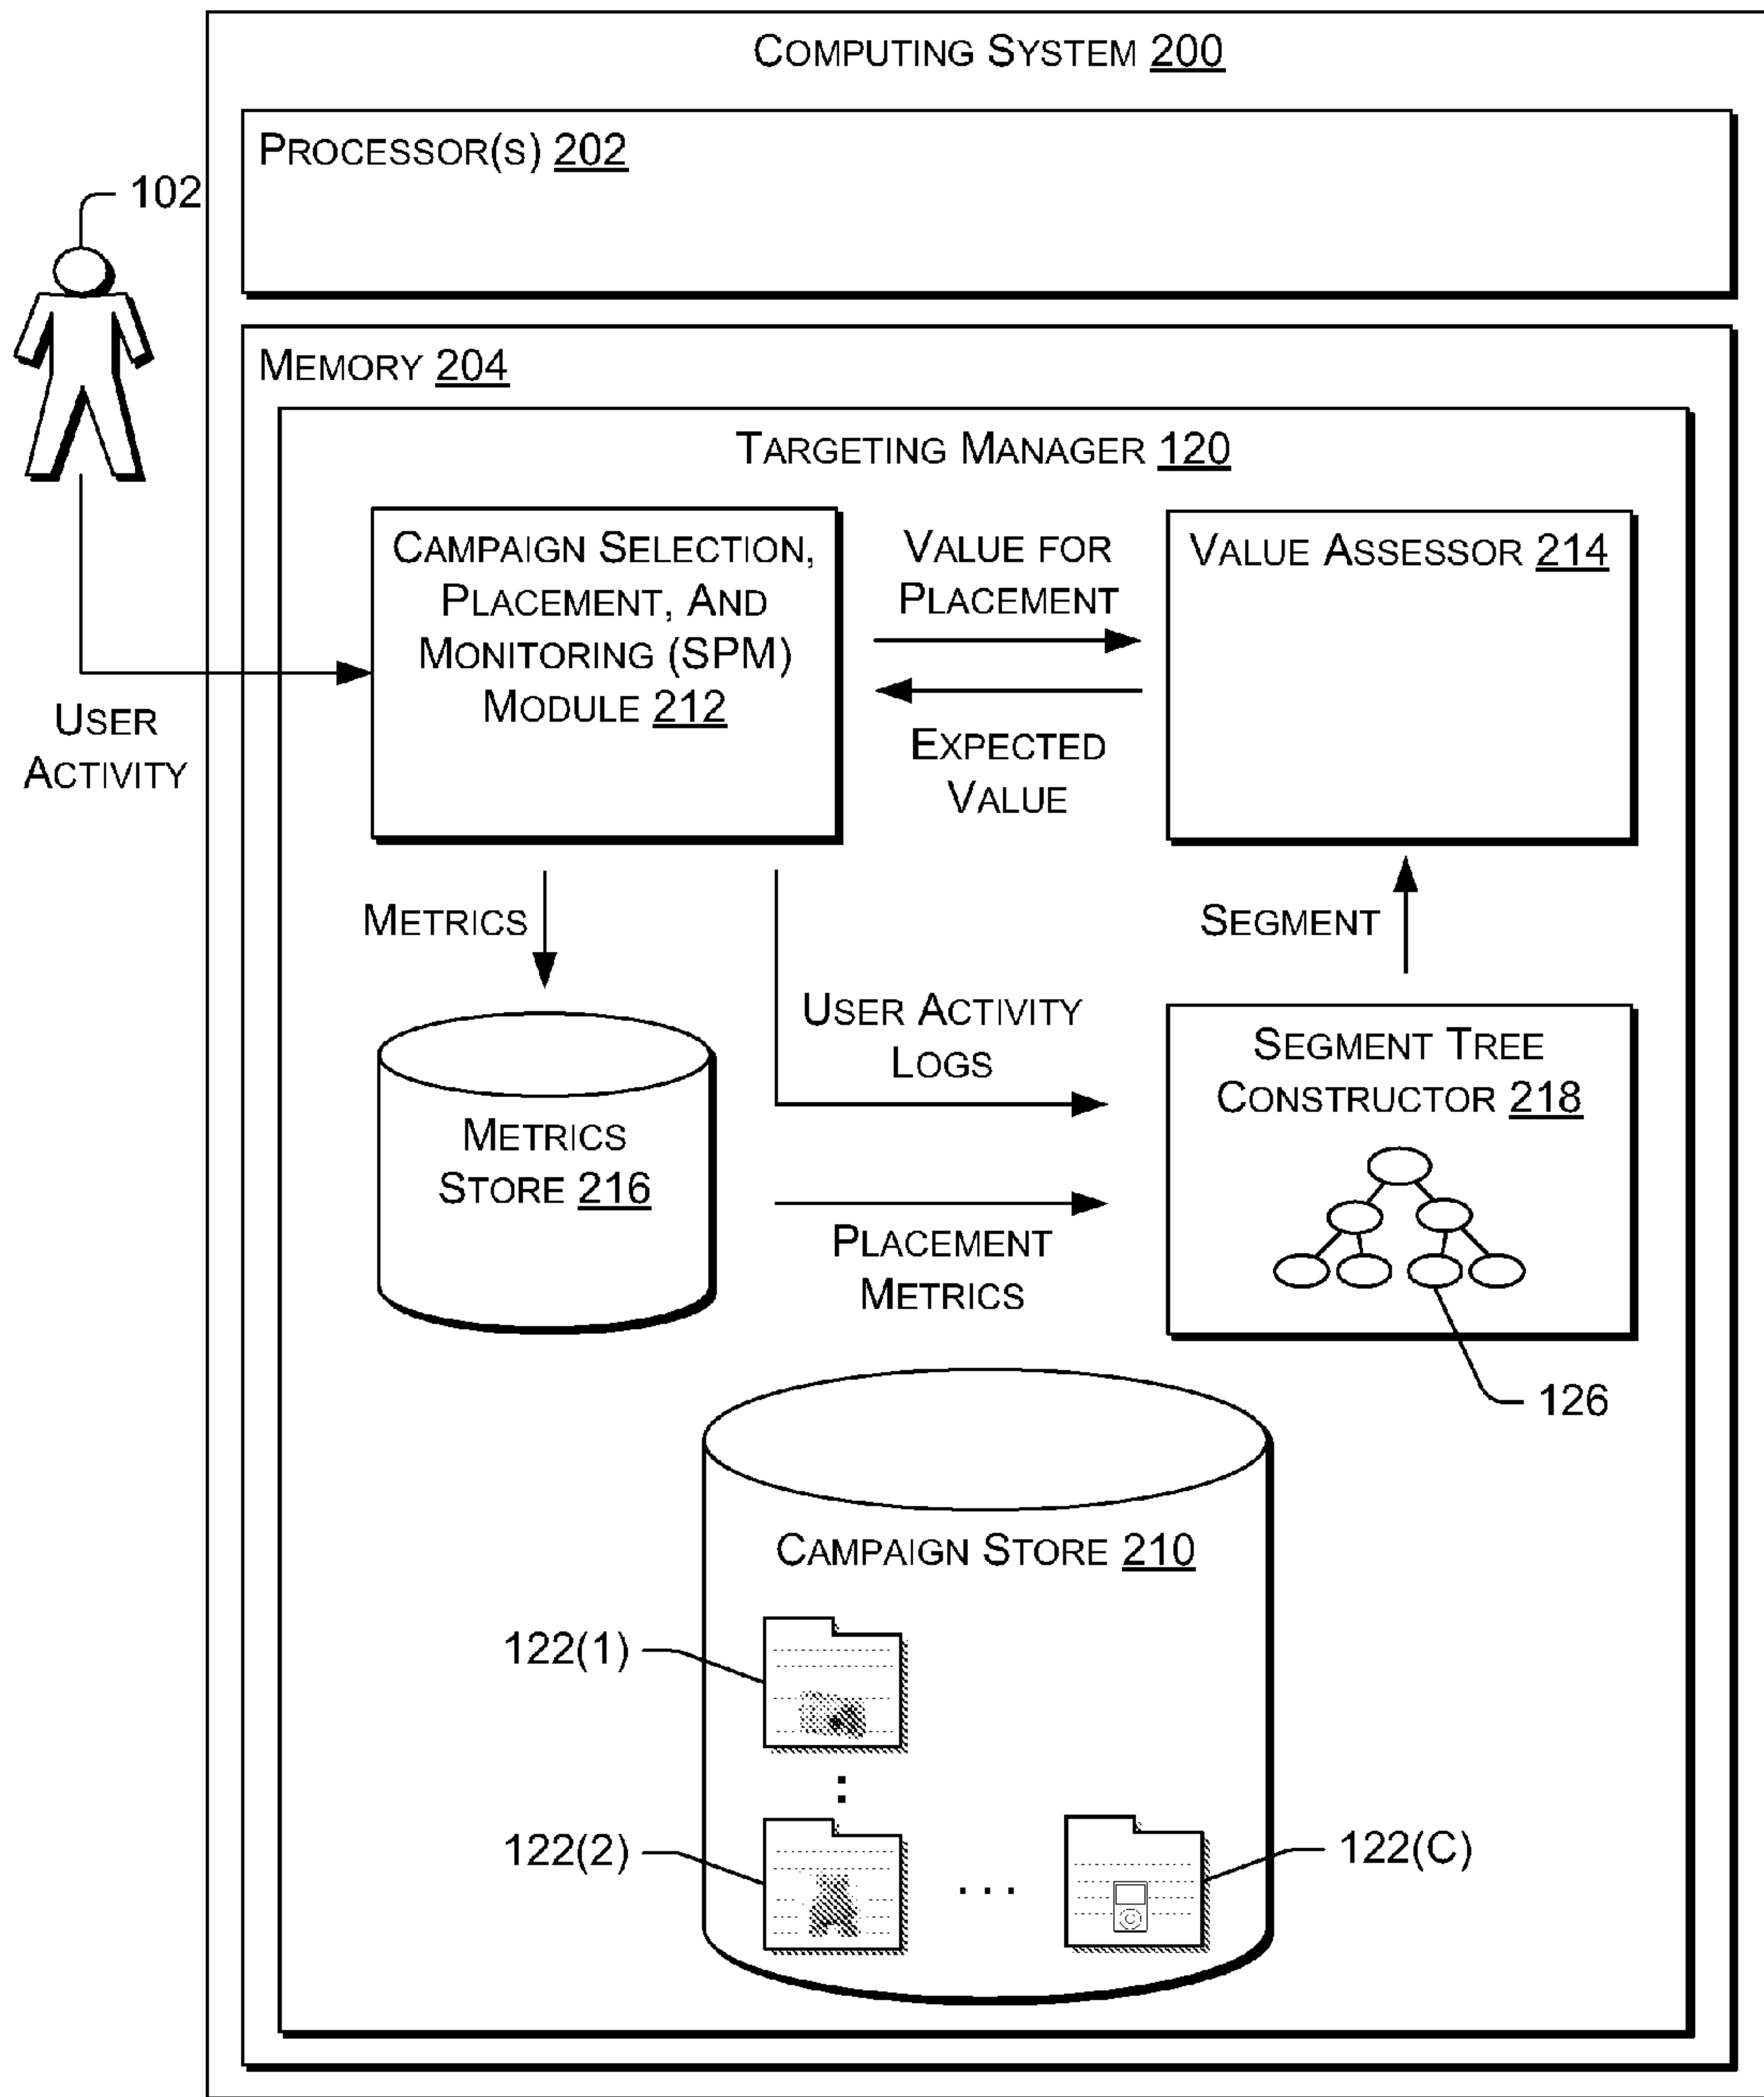 COMPUTING SYSTEM 200
PROCESSOR(S) 202
102
MEMORY 204
TARGETING MANAGER 120
CAMPAIGN SELECTION,
PLACEMENT, AND
MONITORING (SPM)
MODULE 212
VALUE FOR
PLACEMENT
EXPECTED
VALUE
VALUE ASSESSOR 214
USER
ACTIVITY
METRICS
SEGMENT
USER ACTIVITY
LOGS
SEGMENT TREE
CONSTRUCTOR 218
METRICS
STORE 216
PLACEMENT
METRICS
126
CAMPAIGN STORE 210
122(1)
122(2)
...
122(C)